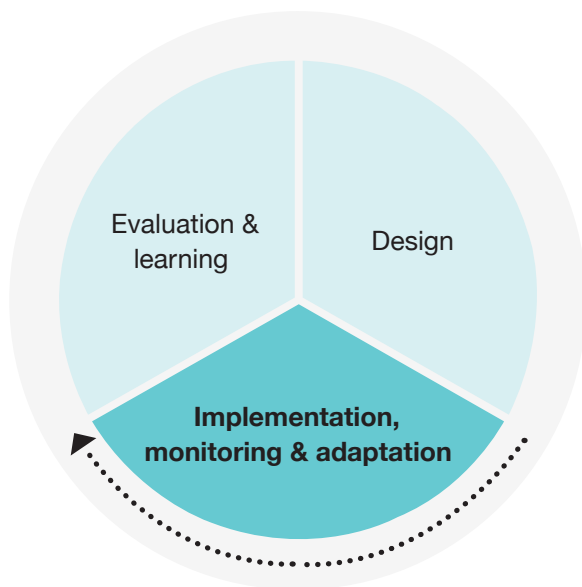 Evaluation &
learning
Design
Implementation,
monitoring & adaptation